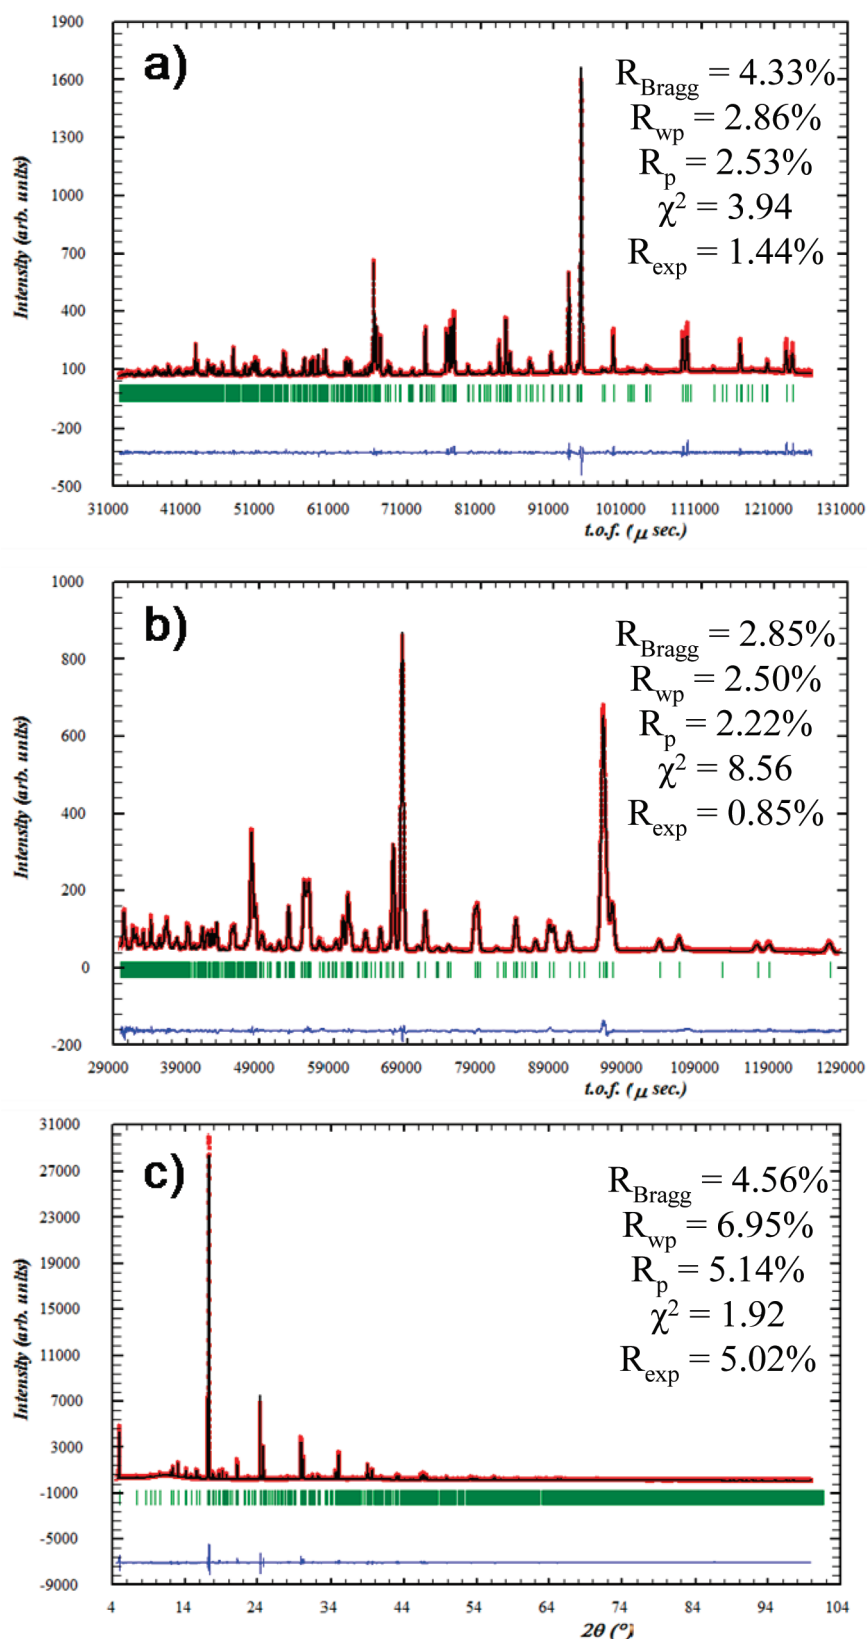 a)
R_Bragg = 4.33%
R_wp = 2.86%
R_p = 2.53%
χ² = 3.94
R_exp = 1.44%
Intensity (arb. units)
1900
1600
1300
1000
700
400
100
-200
-500
31000 41000 51000 61000 71000 81000 91000 101000 111000 121000 131000
t.o.f. (μ sec.)
b)
R_Bragg = 2.85%
R_wp = 2.50%
R_p = 2.22%
χ² = 8.56
R_exp = 0.85%
Intensity (arb. units)
1000
800
600
400
200
0
-200
29000 39000 49000 59000 69000 79000 89000 99000 109000 119000 129000
t.o.f. (μ sec.)
c)
R_Bragg = 4.56%
R_wp = 6.95%
R_p = 5.14%
χ² = 1.92
R_exp = 5.02%
Intensity (arb. units)
31000
27000
23000
19000
15000
11000
7000
3000
-1000
-5000
-9000
4 14 24 34 44 54 64 74 84 94 104
2θ (°)